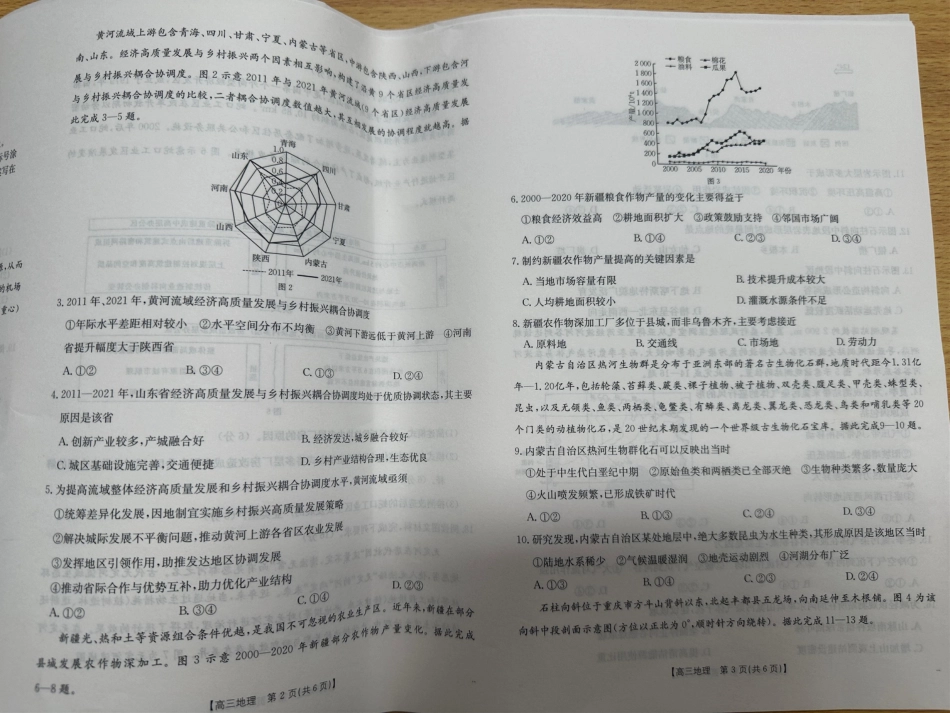 黄河流域上游包含青海、四川、甘肃、宁夏、内蒙古等省区,中游包含陕西、山西,下游包含河
南、山东。经济高质量发展与乡村振兴两个因素相互影响,构建了沿黄9个省区经济高质量发
展与乡村振兴耦合协调度。图2示意2011年与2021年黄河流域(9个省区)经济高质量发展
与乡村振兴耦合协调度的比较,二者耦合协调度数值越大,其互相发展的协调程度就越高。据
此完成3—5题。
青海
1.0
0.8
0.6
山东
四川
河南
甘肃
山西
宁夏
陕西
内蒙古
2011年
2021年
图2
3.2011年、2021年,黄河流域经济高质量发展与乡村振兴耦合协调度
①年际水平差距相对较小 ②水平空间分布不均衡 ③黄河下游远低于黄河上游 ④河南
省提升幅度大于陕西省
A.①② B.③④ C.①③ D.②④
4.2011—2021年,山东省经济高质量发展与乡村振兴耦合协调度均处于优质协调状态,其主要
原因是该省
A.创新产业较多,产城融合好 B.经济发达,城乡融合较好
C.城区基础设施完善,交通便捷 D.乡村产业结构合理,生态优良
5.为提高流域整体经济高质量发展和乡村振兴耦合协调度水平,黄河流域亟须
①统筹差异化发展,因地制宜实施乡村高质量发展策略
②解决城际发展不平衡问题,推动黄河上游各省区农业发展
③发挥地区引领作用,助推发达地区协调发展
④推动省际合作与优势互补,助力优化产业结构
A.①② B.③④ C.①④ D.②③
新疆光、热和土等资源组合条件优越,是我国不可忽视的农业生产区。近年来,新疆在部分
县城发展农作物深加工。图3示意2000—2020年新疆部分农作物产量变化。据此完成
6—8题。
【高三地理 第2页(共6页)】
粮食 棉花
油料 瓜果
产量/10⁴t
2 000
1 800
1 600
1 400
1 200
1 000
800
600
400
200
0
2000 2005 2010 2015 2020 年份
图3
6.2000—2020年新疆粮食作物产量的变化主要得益于
①粮食经济效益高 ②耕地面积扩大 ③政策鼓励支持 ④邻国市场广阔
A.①② B.①④ C.②③ D.③④
7.制约新疆农作物产量提高的关键因素是
A.当地市场容量有限 B.技术提升成本较大
C.人均耕地面积较小 D.灌溉水源条件不足
8.新疆农作物深加工厂多位于县城,而非乌鲁木齐,主要考虑接近
A.原料地 B.交通线 C.市场地 D.劳动力
内蒙古自治区热河生物群是分布于亚洲东部的著名古生物化石群,地质时代距今1.31亿
年—1.20亿年,包括轮藻、苔藓类、蕨类、裸子植物、被子植物、双壳类、腹足类、甲壳类、蛛型类、
昆虫,以及无颌类、鱼类、两栖类、龟鳖类、有鳞类、离龙类、翼龙类、恐龙类、鸟类和哺乳类等20
个门类的动植物化石,是20世纪末期发现的一个世界级古生物化石宝库。据此完成9—10题。
9.内蒙古自治区热河生物群化石可以反映出当时
①处于中生代白垩纪中期 ②原始鱼类和两栖类已全部灭绝 ③生物种类繁多,数量庞大
④火山喷发频繁,已形成铁矿时代
A.①② B.①③ C.②④ D.③④
10.研究发现,内蒙古某处地层中,绝大多数昆虫为水生种类,其形成原因是该地区当时
①陆地水系稀少 ②气候温暖湿润 ③地壳运动剧烈 ④河湖分布广泛
A.①③ B.①④ C.②③ D.②④
石柱向斜位于重庆市方斗山背斜以东,北起丰都县五龙场,向南延伸至木根铺。图4为该
向斜中段剖面示意图(方位以正北为0°,顺时针方向绕转)。据此完成11—13题。
【高三地理 第3页(共6页)】